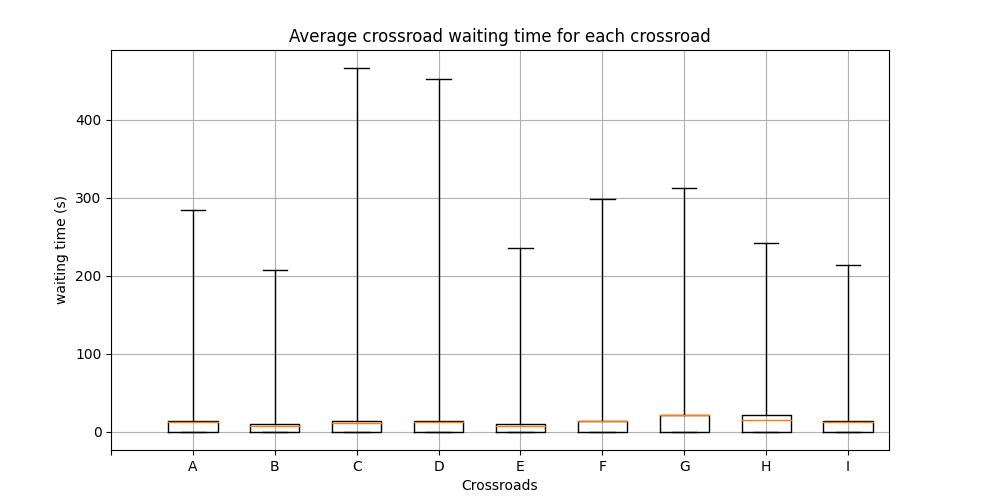 Average crossroad waiting time for each crossroad
400
300
200
100
0
waiting time (s)
A B C D E F G H I
Crossroads